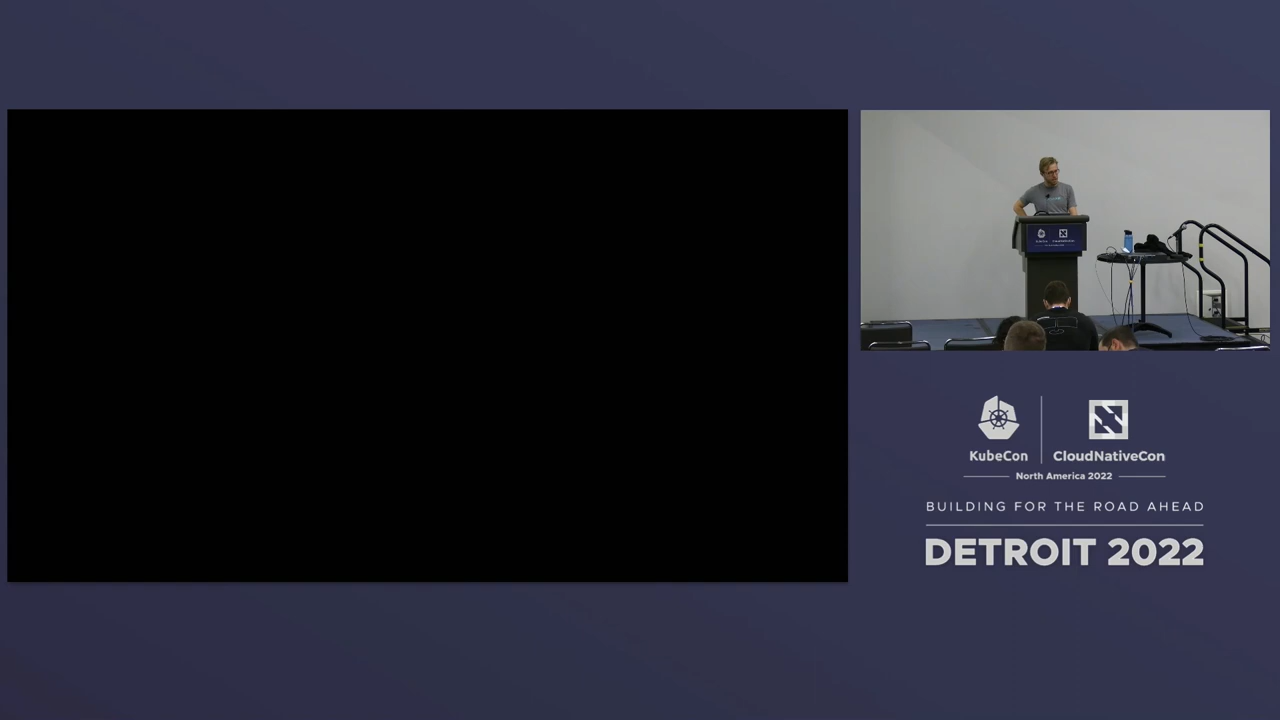 KubeCon
CloudNativeCon
North America 2022
BUILDING FOR THE ROAD AHEAD
DETROIT 2022